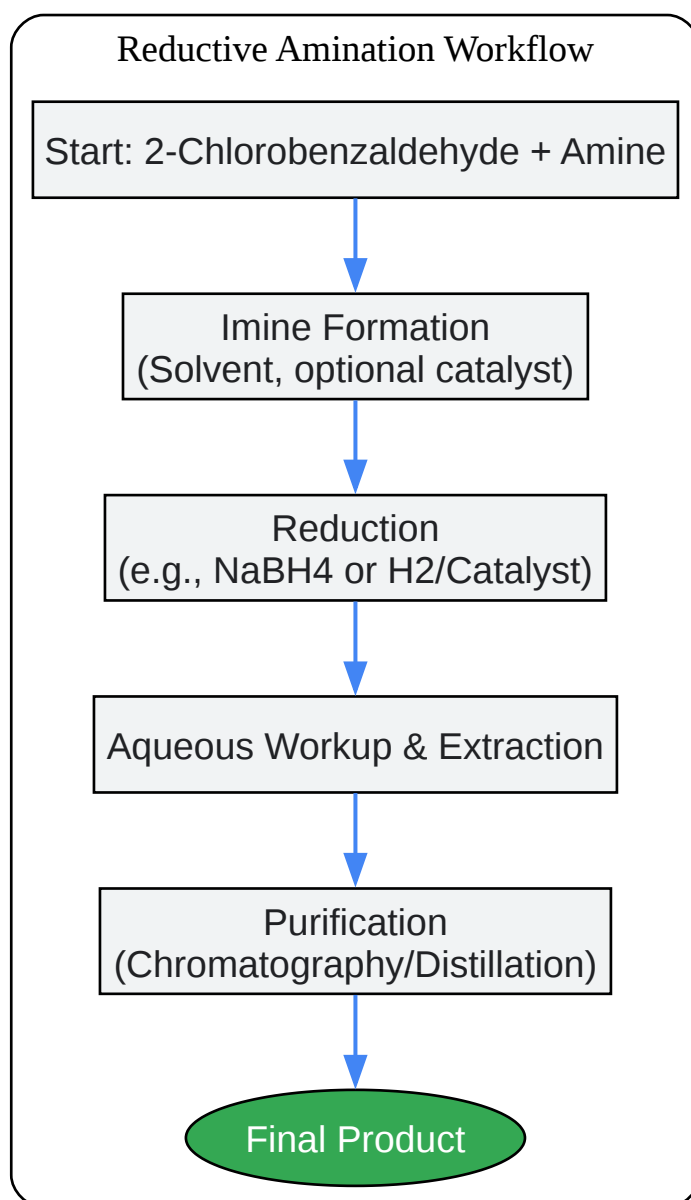 Reductive Amination Workflow
Start: 2-Chlorobenzaldehyde + Amine
Imine Formation
(Solvent, optional catalyst)
Reduction
(e.g., NaBH4 or H2/Catalyst)
Aqueous Workup & Extraction
Purification
(Chromatography/Distillation)
Final Product